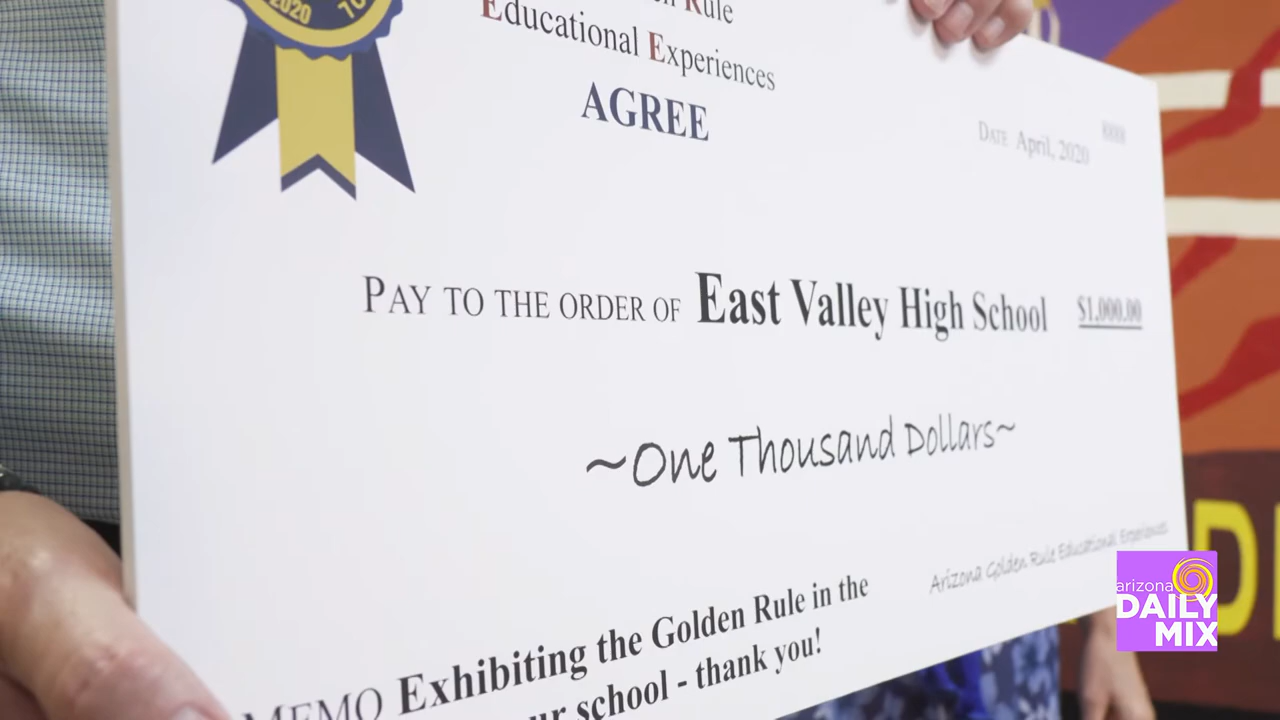 2020
Rule
Educational Experiences
AGREE
DATE April, 2020
PAY TO THE ORDER OF East Valley High School $1,000.00
~One Thousand Dollars~
Arizona Golden Rule Educational Experiences
MEMO Exhibiting the Golden Rule in the
school - thank you!
arizona
DAILY
MIX